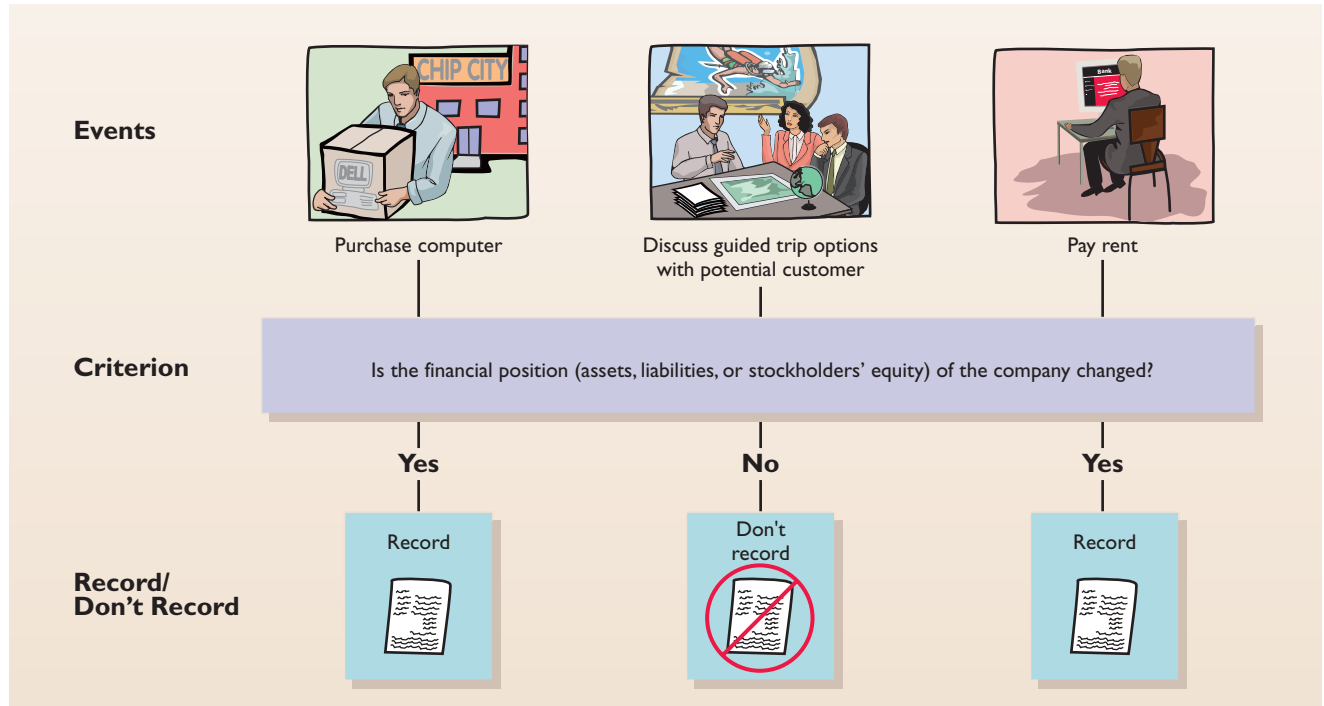 Events
CHIP CITY
DELL
Bank
Purchase computer
Discuss guided trip options
with potential customer
Pay rent
Criterion
Is the financial position (assets, liabilities, or stockholders’ equity) of the company changed?
Yes
No
Yes
Record/
Don’t Record
Record
Don't
record
Record